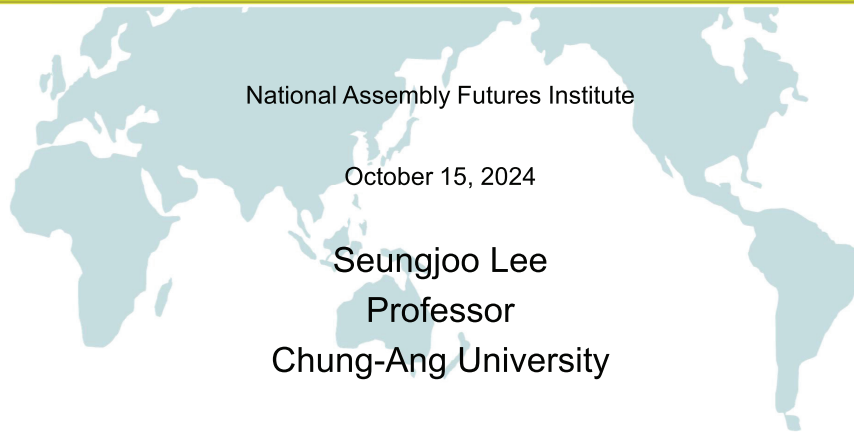 National Assembly Futures Institute
October 15, 2024
Seungjoo Lee
Professor
Chung-Ang University